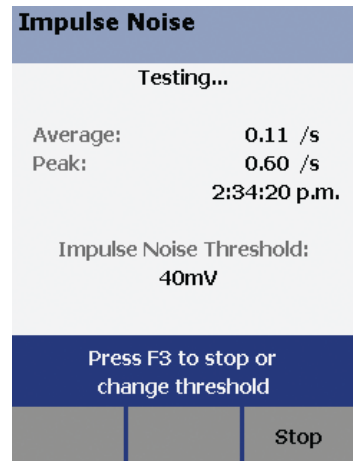 Impulse Noise
Testing...
Average: 0.11 /s
Peak: 0.60 /s
2:34:20 p.m.
Impulse Noise Threshold:
40mV
Press F3 to stop or
change threshold
Stop